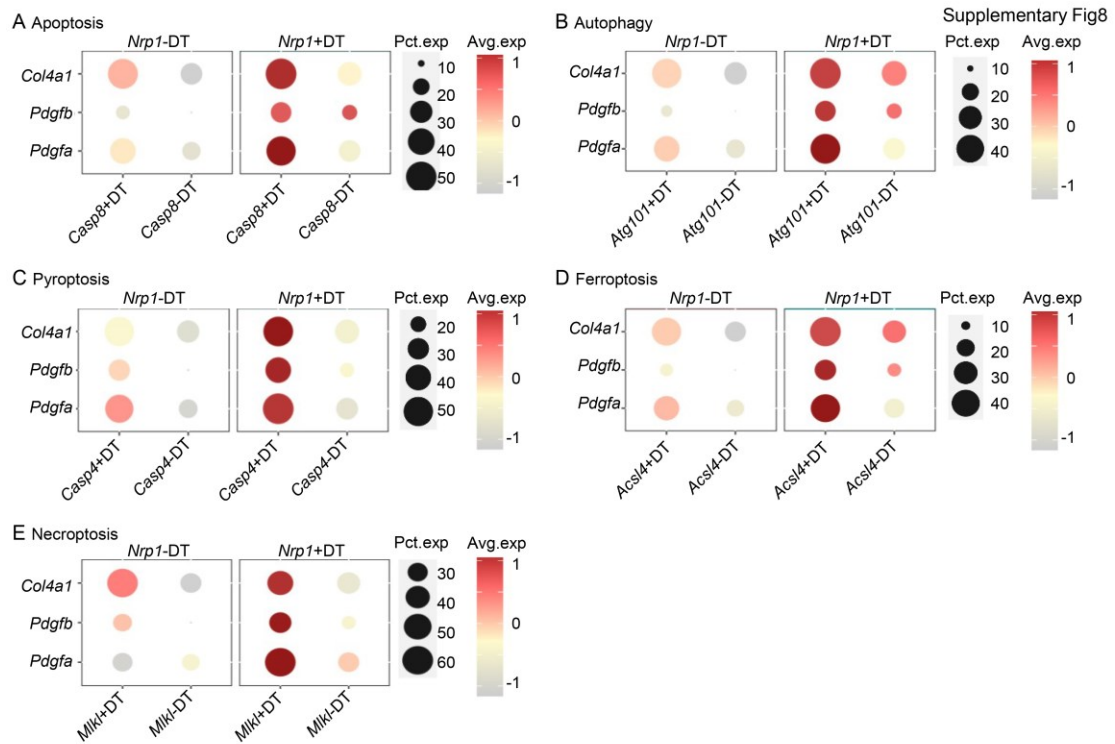 Supplementary Fig8
A Apoptosis
Nrp1-DT
Nrp1+DT
Pct.exp
Avg.exp
Col4a1
Pdgfb
Pdgfa
10
20
30
40
50
1
0
-1
Casp8+DT
Casp8-DT
Casp8+DT
Casp8-DT
B Autophagy
Nrp1-DT
Nrp1+DT
Pct.exp
Avg.exp
Col4a1
Pdgfb
Pdgfa
10
20
30
40
1
0
-1
Atg101+DT
Atg101-DT
Atg101+DT
Atg101-DT
C Pyroptosis
Nrp1-DT
Nrp1+DT
Pct.exp
Avg.exp
Col4a1
Pdgfb
Pdgfa
20
30
40
50
1
0
-1
Casp4+DT
Casp4-DT
Casp4+DT
Casp4-DT
D Ferroptosis
Nrp1-DT
Nrp1+DT
Pct.exp
Avg.exp
Col4a1
Pdgfb
Pdgfa
10
20
30
40
1
0
-1
Acsl4+DT
Acsl4-DT
Acsl4+DT
Acsl4-DT
E Necroptosis
Nrp1-DT
Nrp1+DT
Pct.exp
Avg.exp
Col4a1
Pdgfb
Pdgfa
30
40
50
60
1
0
-1
Mlkl+DT
Mlkl-DT
Mlkl+DT
Mlkl-DT